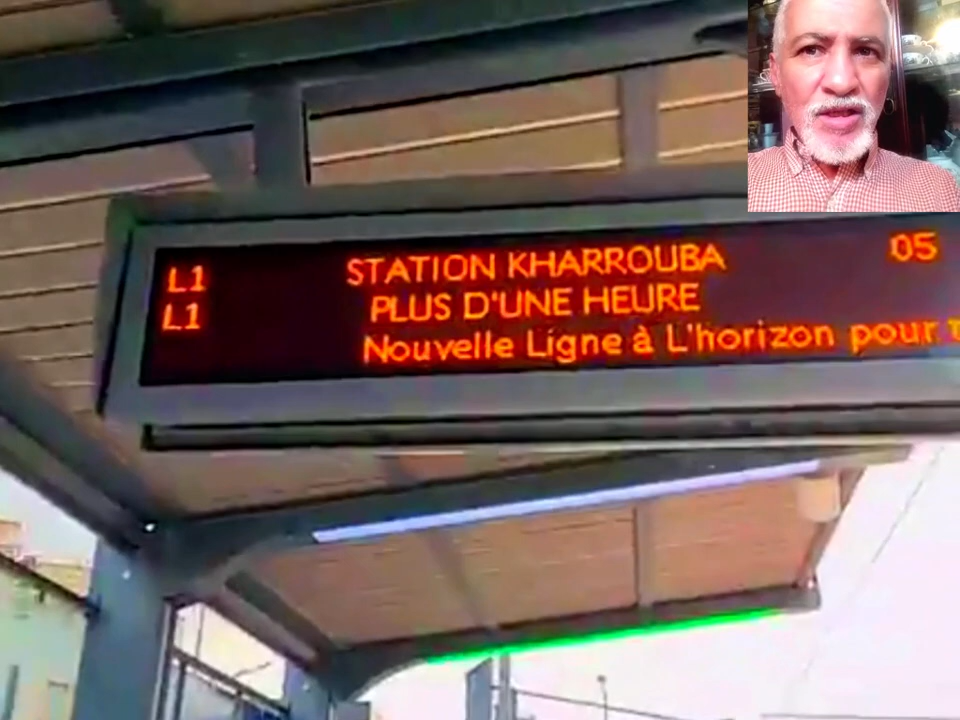 L1 STATION KHARROUBA 05
L1 PLUS D'UNE HEURE
Nouvelle Ligne à L'horizon pour